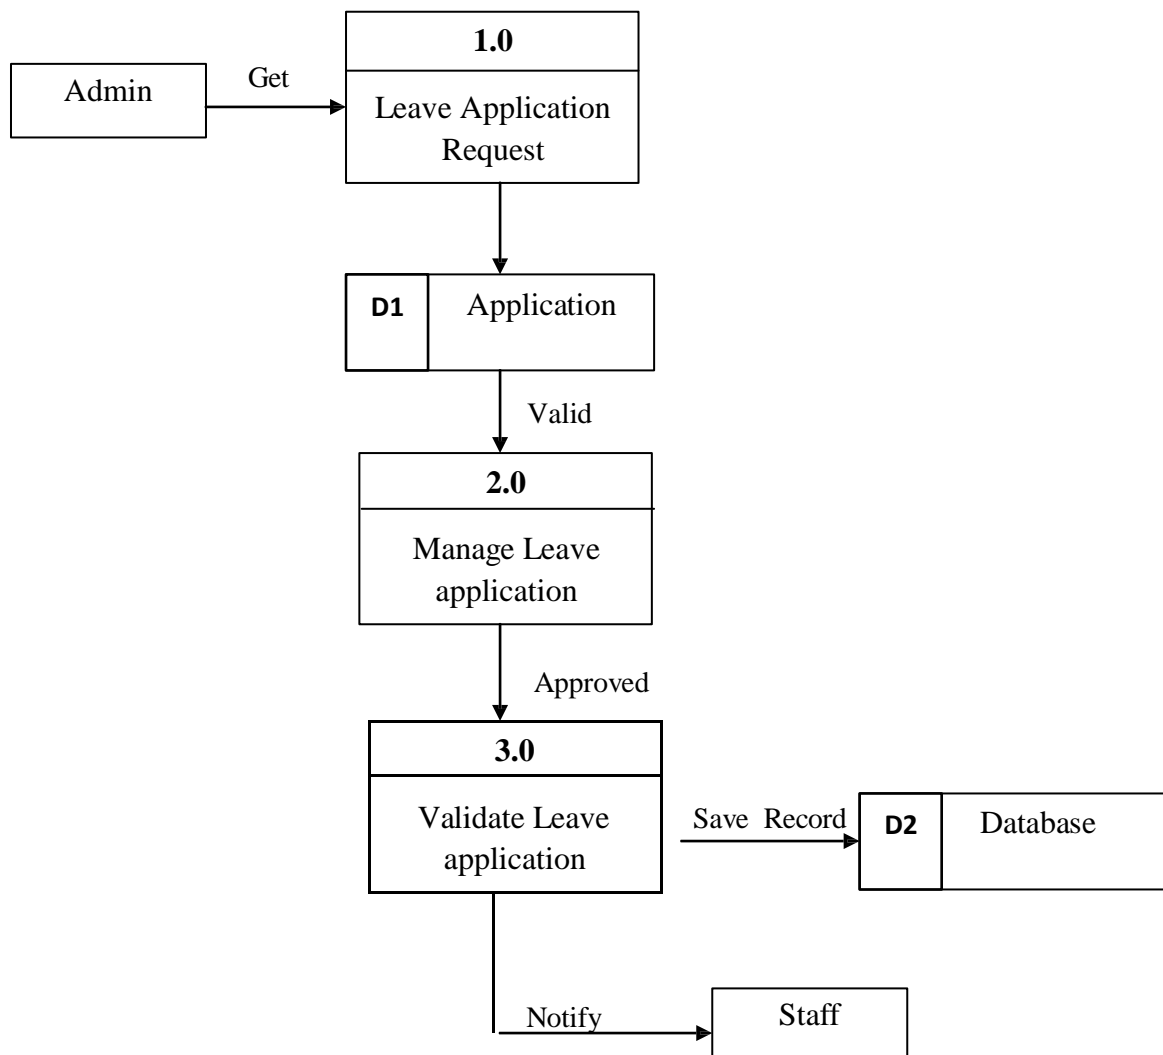 1.0
Admin
Get
Leave Application
Request
D1
Application
Valid
2.0
Manage Leave
application
Approved
3.0
Validate Leave
application
Save Record
D2
Database
Notify
Staff